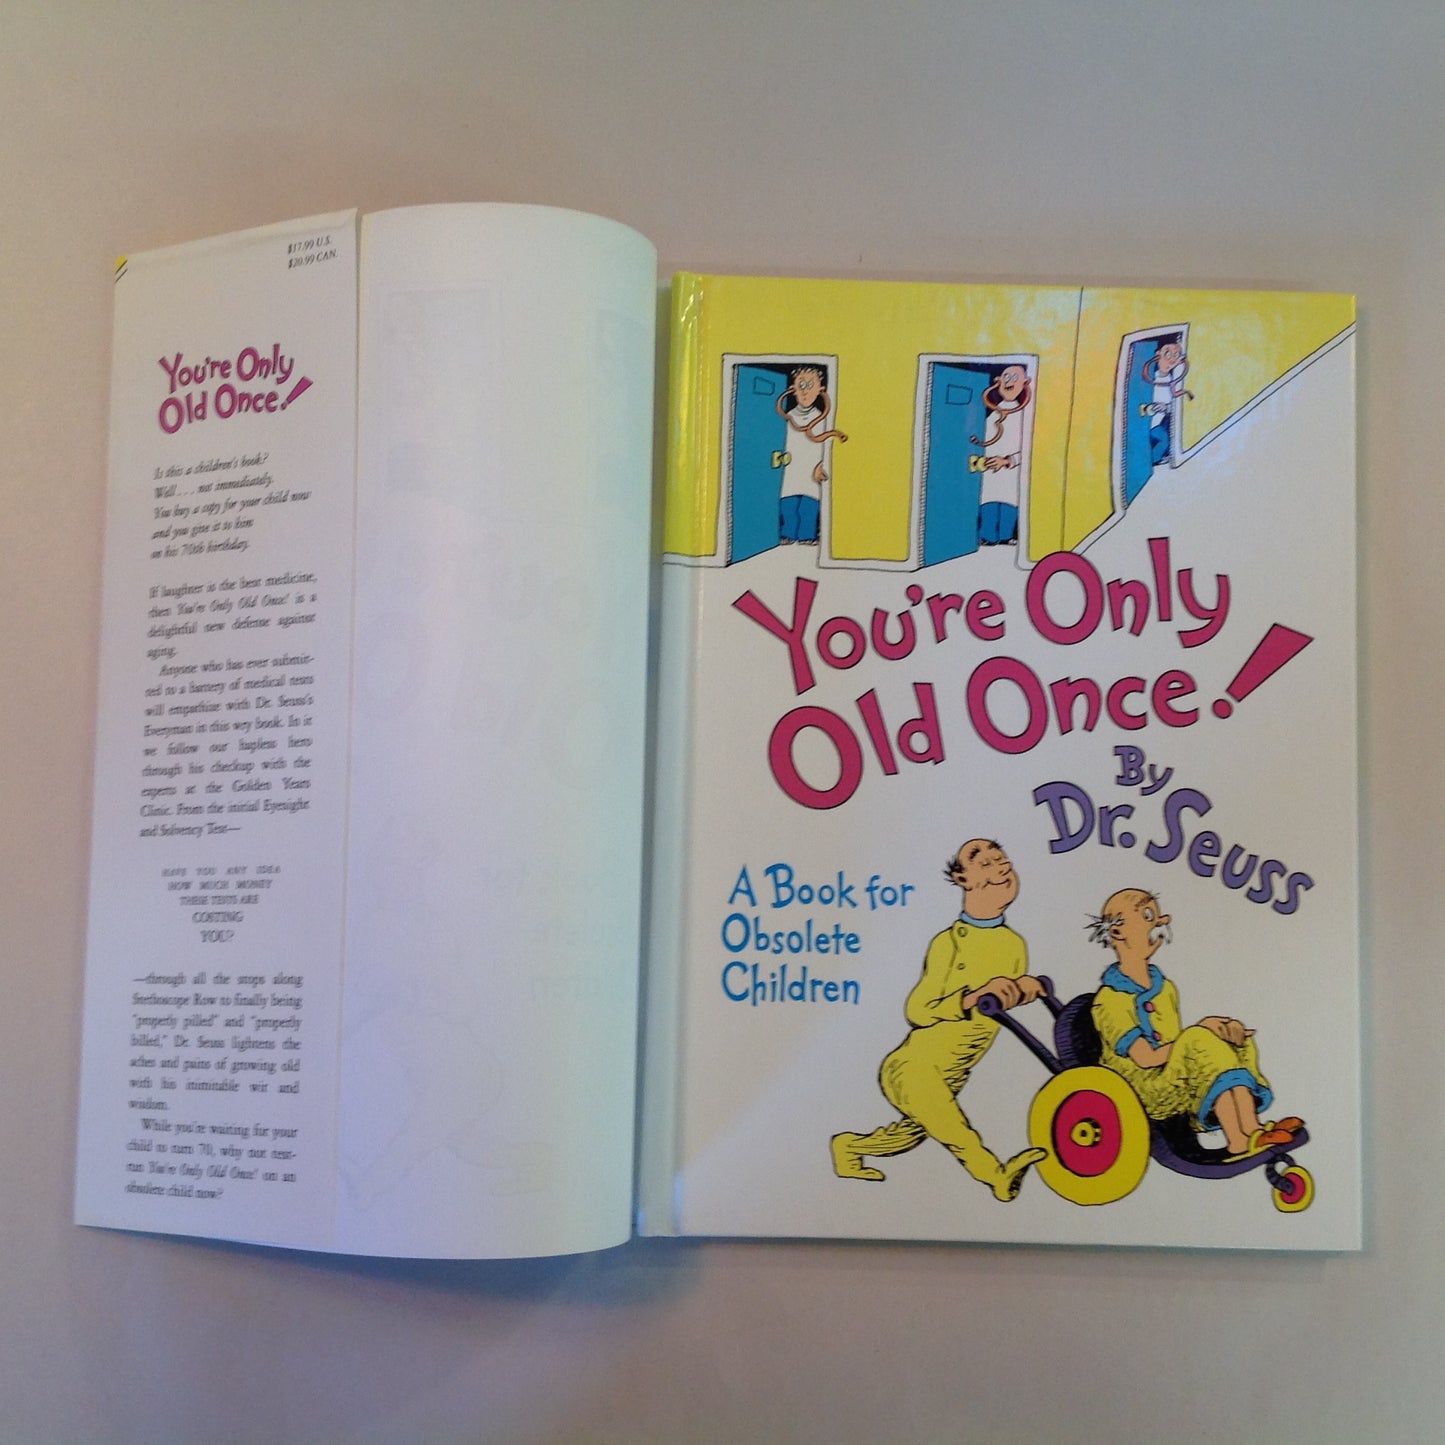 $17.99 U.S.
$20.99 CAN.
You're Only
Old Once!
Is this a children's book?
Well . . . not immediately.
You buy a copy for your child now
and you give it to him
on his 70th birthday.
If laughter is the best medicine,
then You're Only Old Once! is a
delightful new defense against
aging.
Anyone who has ever submit-
ted to a battery of medical tests
will empathize with Dr. Seuss's
Everyman in this wry book. In it
we follow our hapless hero
through his checkup with the
experts at the Golden Years
Clinic. From the initial Eyesight
and Solvency Test—
HAVE YOU ANY IDEA
HOW MUCH MONEY
THESE TESTS ARE
COSTING
YOU?
—through all the stops along
Stethoscope Row to finally being
"properly pilled" and "properly
billed," Dr. Seuss lightens the
aches and pains of growing old
with his inimitable wit and
wisdom.
While you're waiting for your
child to turn 70, why not test-
run You're Only Old Once! on an
obsolete child now?
You're Only
Old Once!
By
Dr. Seuss
A Book for
Obsolete
Children